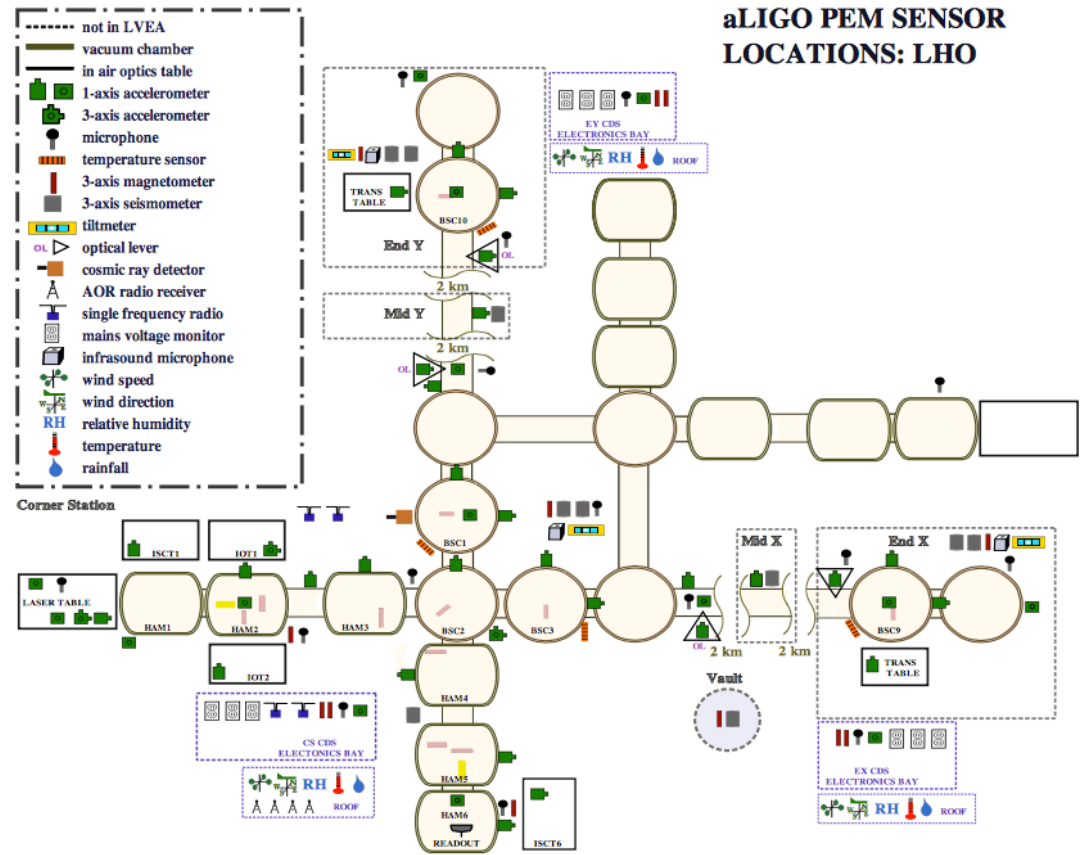 aLIGO PEM SENSOR
LOCATIONS: LHO
not in LVEA
vacuum chamber
in air optics table
1-axis accelerometer
3-axis accelerometer
microphone
temperature sensor
3-axis magnetometer
3-axis seismometer
tiltmeter
OL optical lever
cosmic ray detector
AOR radio receiver
single frequency radio
mains voltage monitor
infrasound microphone
wind speed
W S N E wind direction
RH relative humidity
temperature
rainfall
EY CDS
ELECTRONICS BAY
RH ROOF
TRANS
TABLE
BSC10
End Y
OL
2 km
Mid Y
2 km
OL
Corner Station
ISCT1
IOT1
BSC1
LASER TABLE
HAM1
HAM2
HAM3
BSC2
BSC3
IOT2
HAM4
HAM5
HAM6
READOUT
ISCT6
CS CDS
ELECTONICS BAY
RH
ROOF
OL
2 km
Mid X
2 km
End X
BSC9
TRANS
TABLE
Vault
EX CDS
ELECTRONICS BAY
RH ROOF